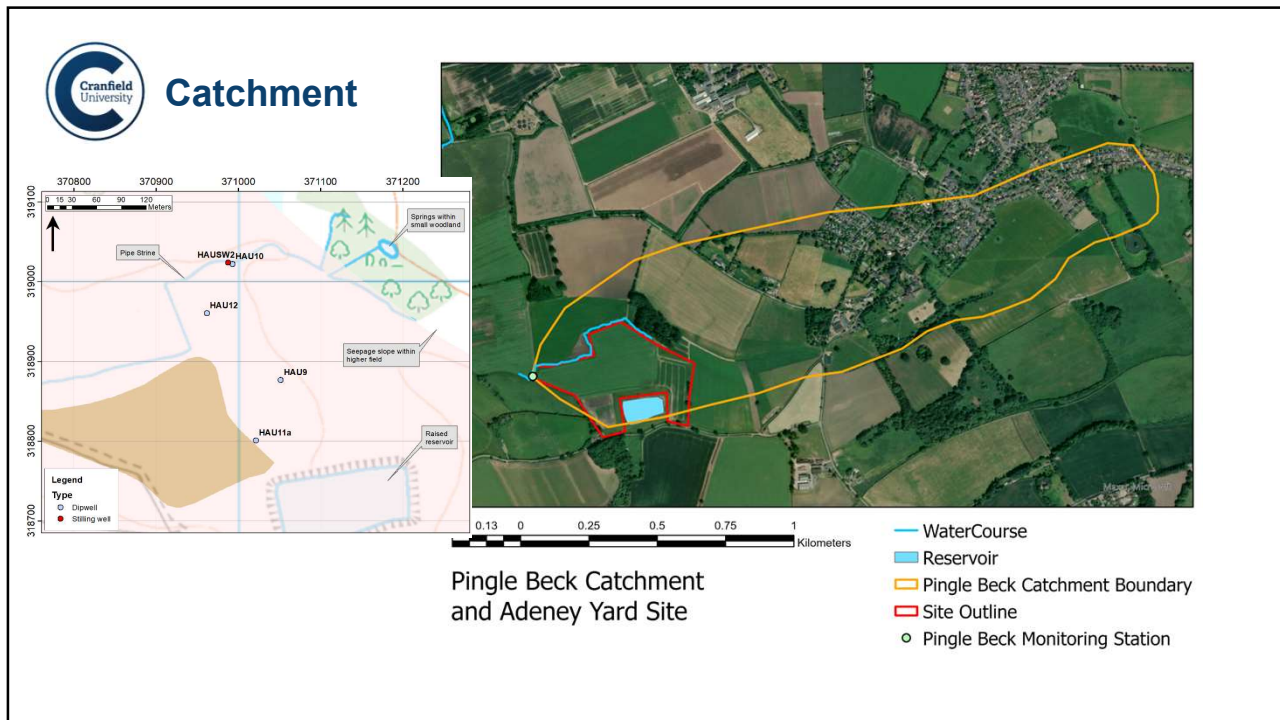 Cranfield
University
Catchment
370800
370900
371000
371100
371200
319100
319000
318900
318800
318700
0 15 30 60 90 120
Meters
Pipe Strine
HAUSW2
HAU10
Springs within
small woodland
HAU12
Seepage slope within
higher field
HAU9
HAU11a
Raised
reservoir
Legend
Type
Dipwell
Stilling well
0.13 0 0.25 0.5 0.75 1
Kilometers
Pingle Beck Catchment
and Adeney Yard Site
WaterCourse
Reservoir
Pingle Beck Catchment Boundary
Site Outline
Pingle Beck Monitoring Station